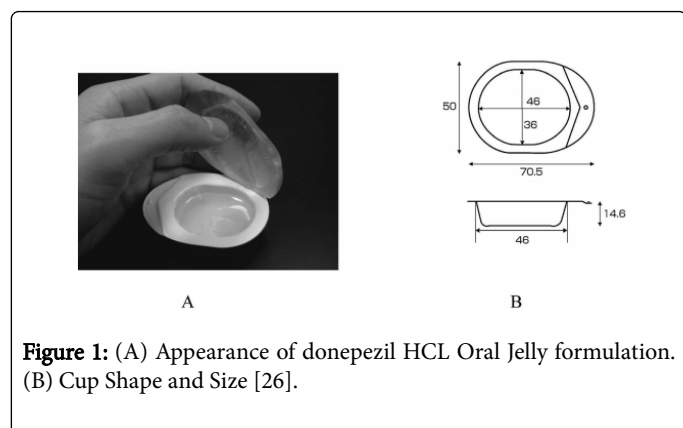 50
46
36
70.5
14.6
46
A
B
Figure 1: (A) Appearance of donepezil HCL Oral Jelly formulation.
(B) Cup Shape and Size [26].